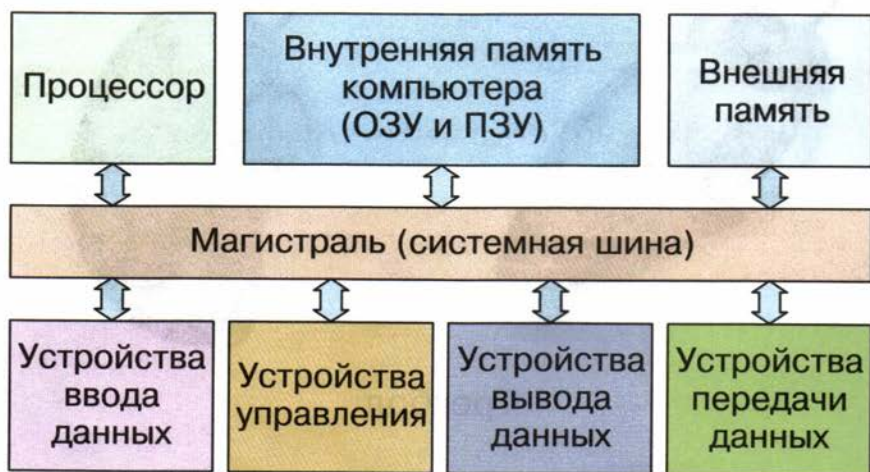 Процессор
Внутренняя память
компьютера
(ОЗУ и ПЗУ)
Внешняя
память
Магистраль (системная шина)
Устройства
ввода
данных
Устройства
управления
Устройства
вывода
данных
Устройства
передачи
данных